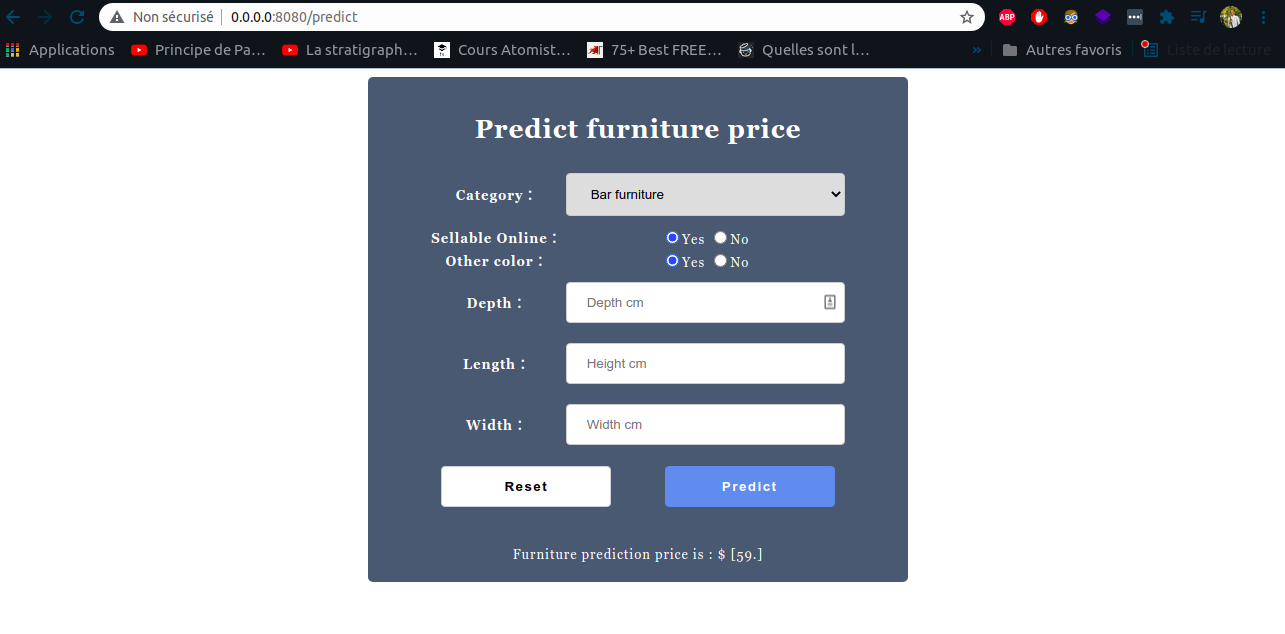 Non sécurisé 0.0.0.0:8080/predict
ABP
Applications Principe de Pa... La stratigraph... Cours Atomist... 75+ Best FREE... Quelles sont l... » Autres favoris Liste de lecture
Predict furniture price
Category : Bar furniture
Sellable Online : Yes No
Other color : Yes No
Depth : Depth cm
Length : Height cm
Width : Width cm
Reset Predict
Furniture prediction price is : $ [59.]